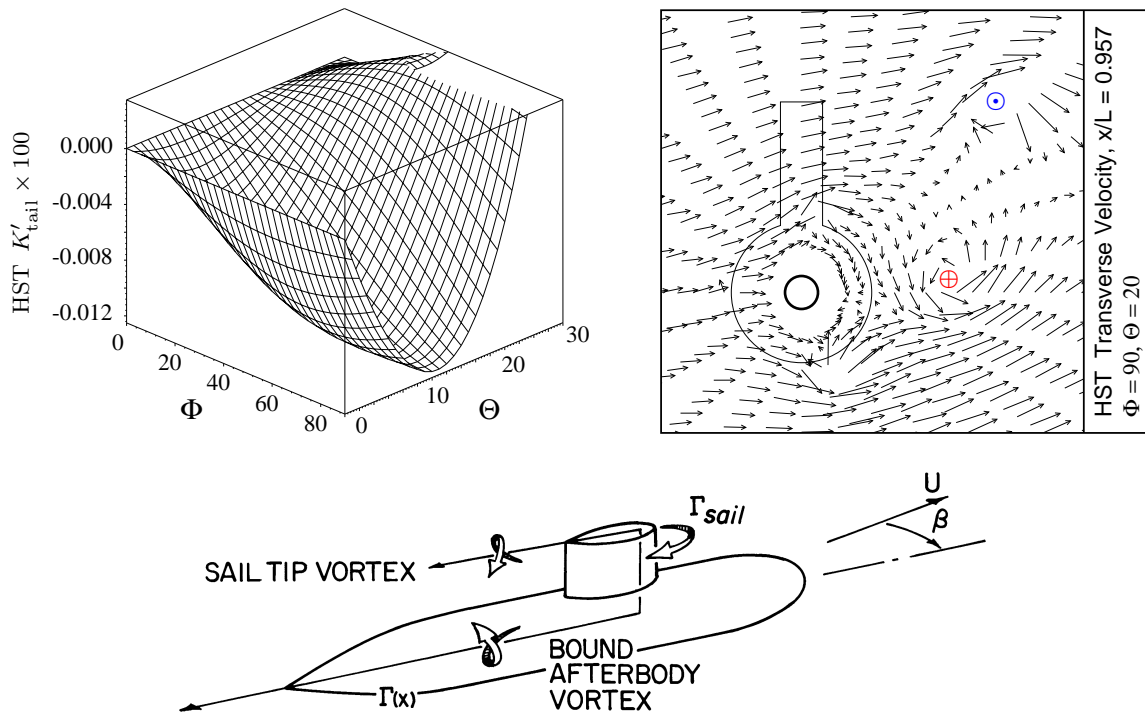 HST K′tail × 100
0.000
-0.004
-0.008
-0.012
0
20
40
60
80
Φ
0
10
20
30
Θ
HST Transverse Velocity, x/L = 0.957
Φ = 90, Θ = 20
U
β
Γsail
SAIL TIP VORTEX
BOUND
AFTERBODY
VORTEX
Γ(x)